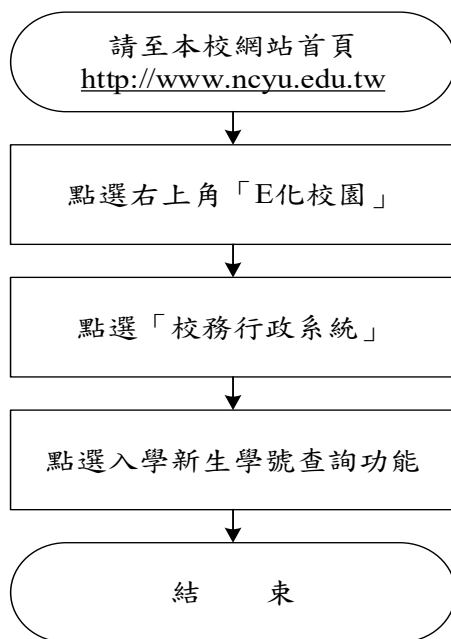 請至本校網站首頁
http://www.ncyu.edu.tw
點選右上角「E化校園」
點選「校務行政系統」
點選入學新生學號查詢功能
結　　束